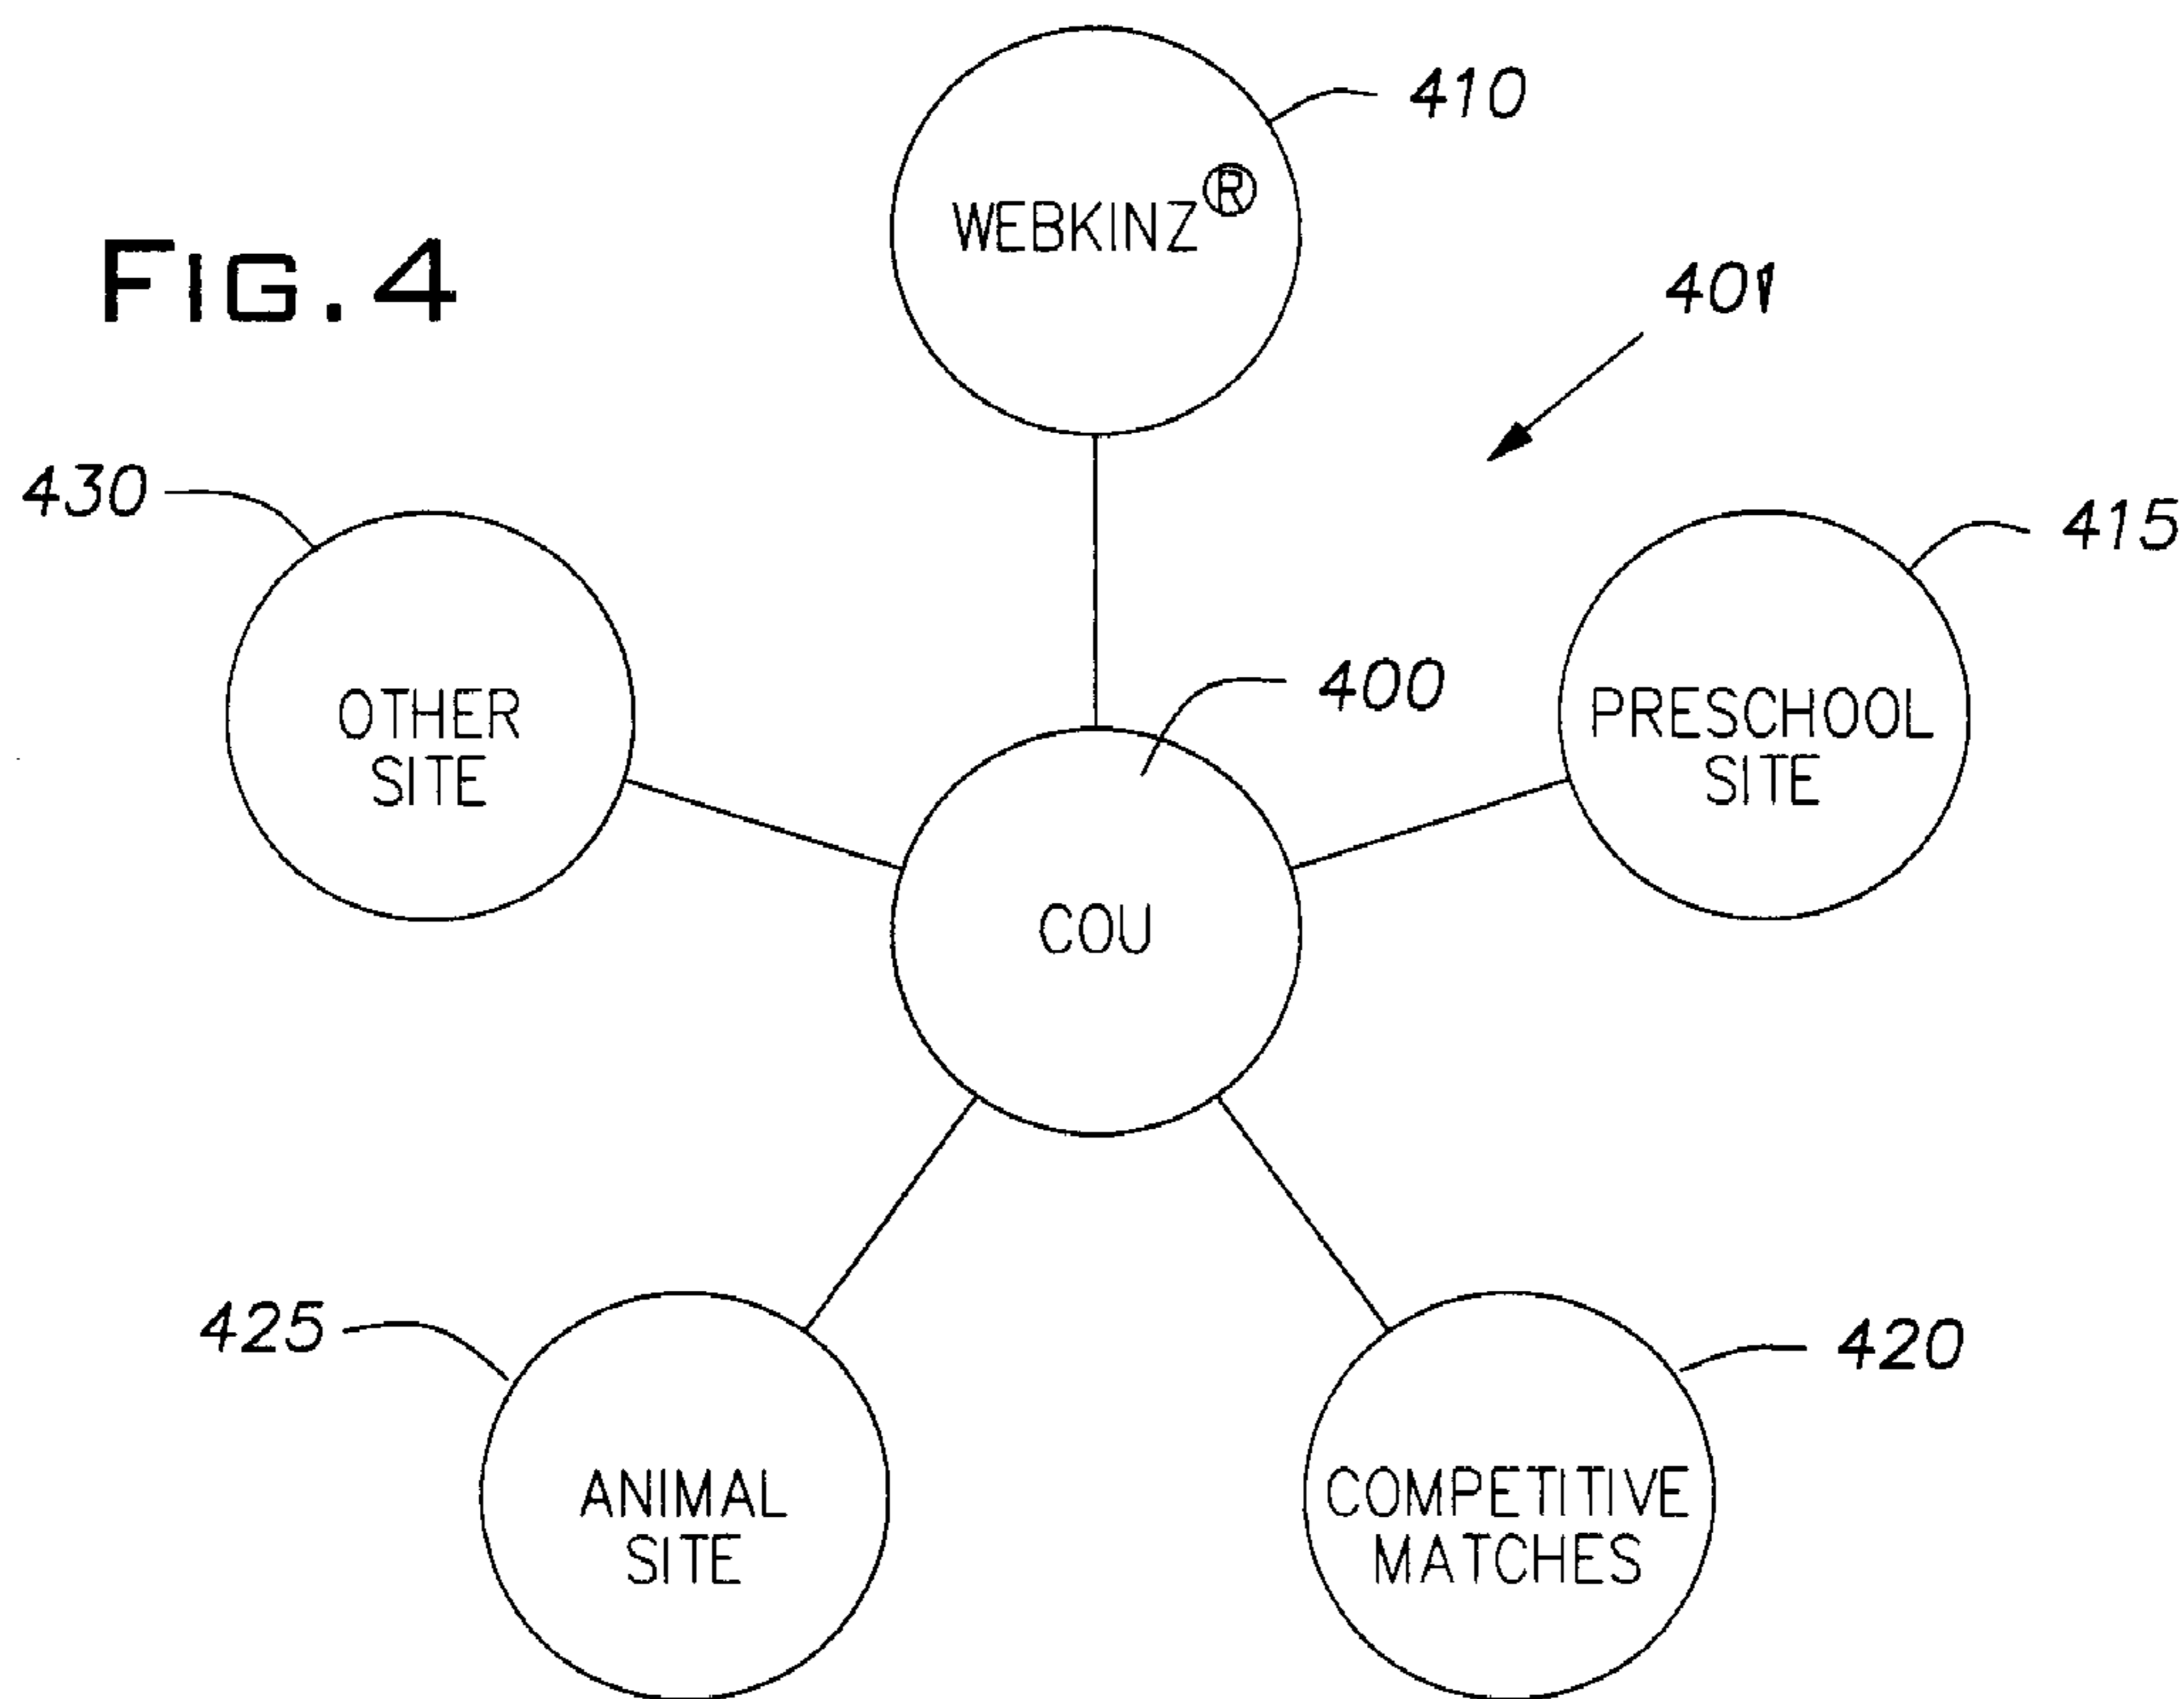 FIG. 4
410
WEBKINZ®
401
430
415
OTHER
SITE
400
PRESCHOOL
SITE
COU
425
420
ANIMAL
SITE
COMPETITIVE
MATCHES